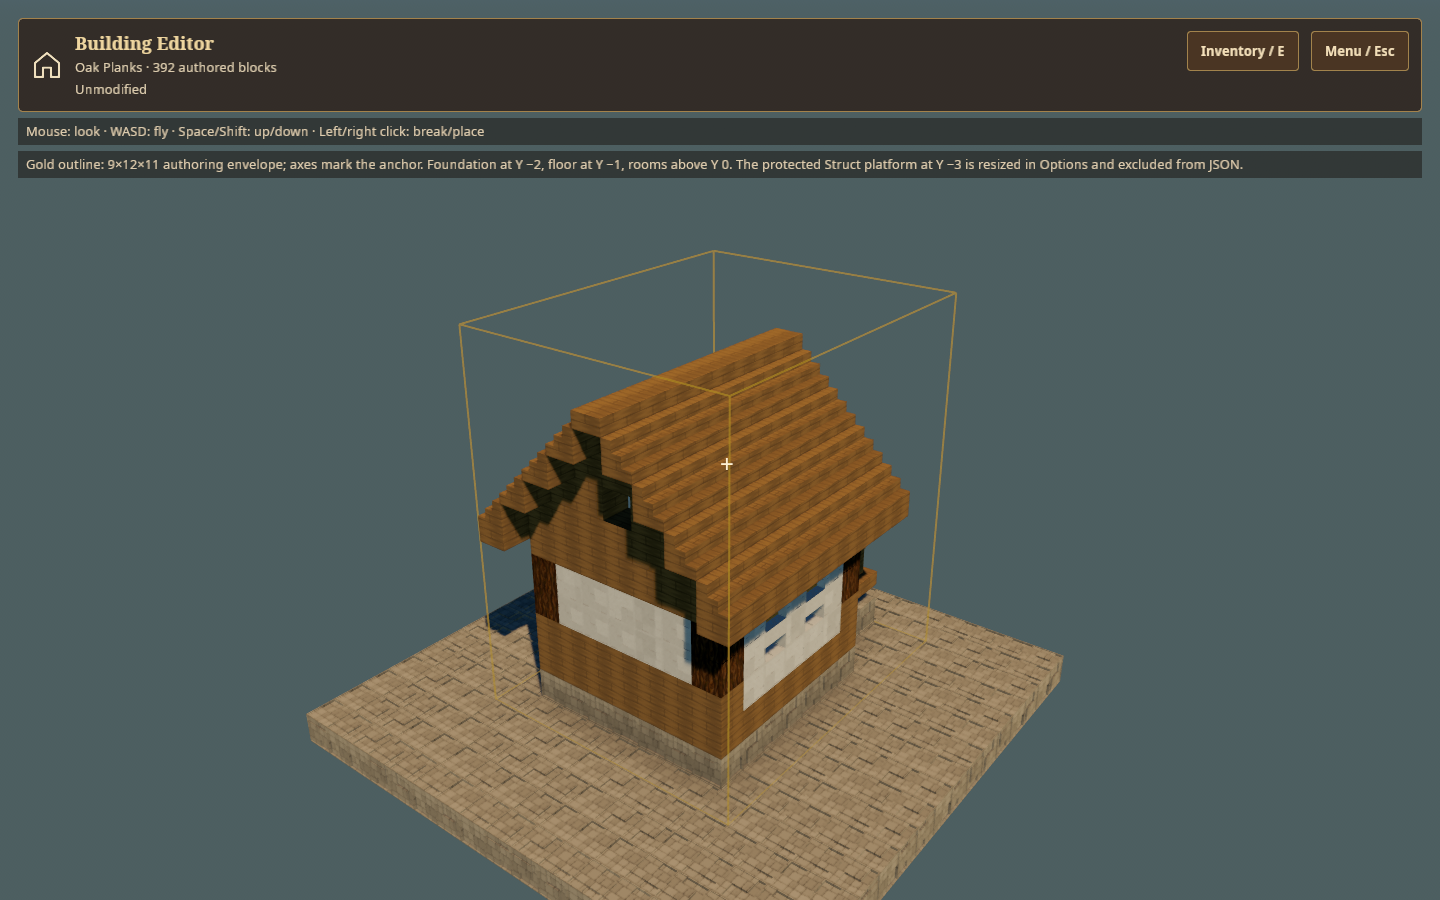 Building Editor
Oak Planks · 392 authored blocks
Unmodified
Inventory / E
Menu / Esc
Mouse: look · WASD: fly · Space/Shift: up/down · Left/right click: break/place
Gold outline: 9×12×11 authoring envelope; axes mark the anchor. Foundation at Y −2, floor at Y −1, rooms above Y 0. The protected Struct platform at Y −3 is resized in Options and excluded from JSON.